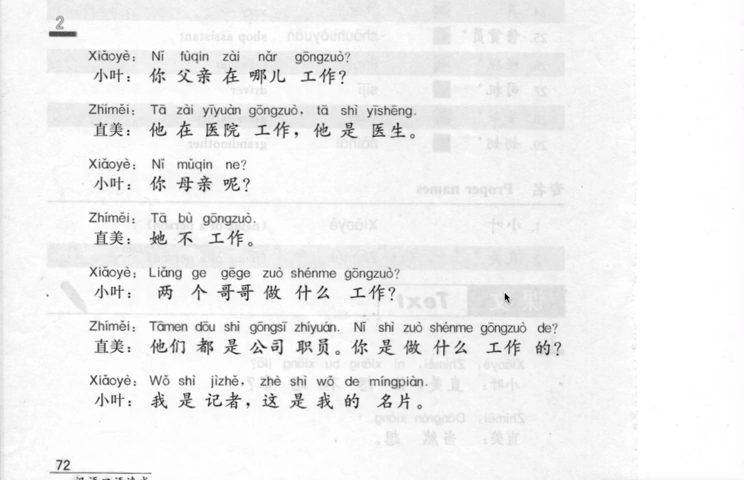 2
Xiǎoyè: Nǐ fùqin zài nǎr gōngzuò?
小叶: 你 父亲 在 哪儿 工作?
Zhíměi: Tā zài yīyuàn gōngzuò, tā shì yīshēng.
直美: 他 在 医院 工作, 他 是 医生。
Xiǎoyè: Nǐ mǔqin ne?
小叶: 你 母亲 呢?
Zhíměi: Tā bù gōngzuò.
直美: 她 不 工作。
Xiǎoyè: Liǎng ge gēge zuò shénme gōngzuò?
小叶: 两 个 哥哥 做 什么 工作?
Zhíměi: Tāmen dōu shì gōngsī zhíyuán. Nǐ shì zuò shénme gōngzuò de?
直美: 他们 都 是 公司 职员。你 是 做 什么 工作 的?
Xiǎoyè: Wǒ shì jìzhě, zhè shì wǒ de míngpiàn.
小叶: 我 是 记者, 这 是 我 的 名片。
72